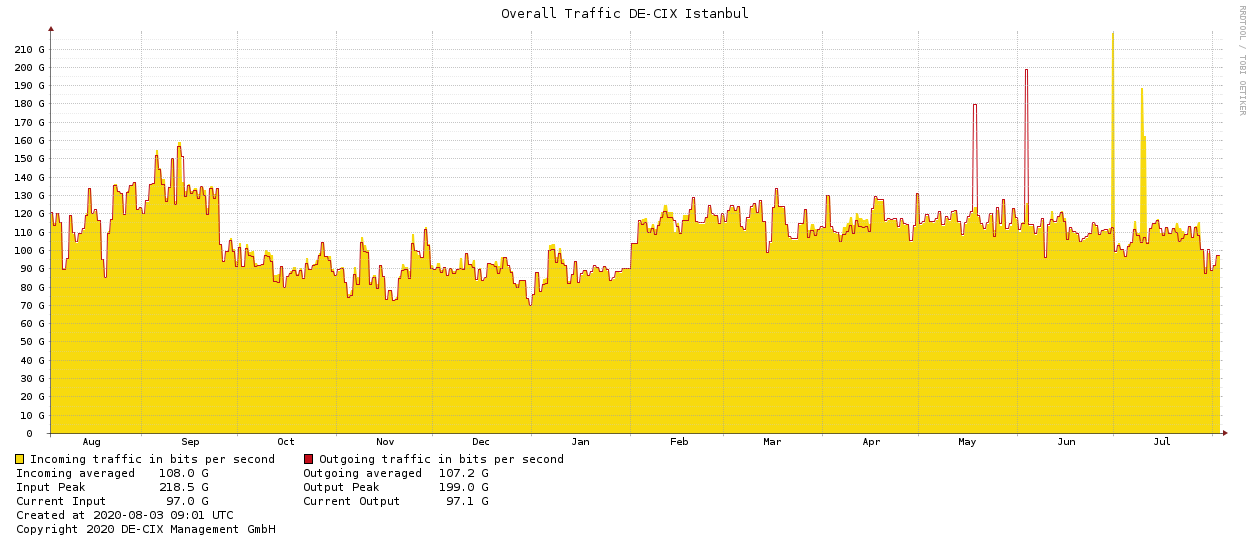 Overall Traffic DE-CIX Istanbul
RRDTOOL / TOBI OETIKER
210 G
200 G
190 G
180 G
170 G
160 G
150 G
140 G
130 G
120 G
110 G
100 G
90 G
80 G
70 G
60 G
50 G
40 G
30 G
20 G
10 G
0
Aug Sep Oct Nov Dec Jan Feb Mar Apr May Jun Jul
Incoming traffic in bits per second Outgoing traffic in bits per second
Incoming averaged 108.0 G Outgoing averaged 107.2 G
Input Peak 218.5 G Output Peak 199.0 G
Current Input 97.0 G Current Output 97.1 G
Created at 2020-08-03 09:01 UTC
Copyright 2020 DE-CIX Management GmbH